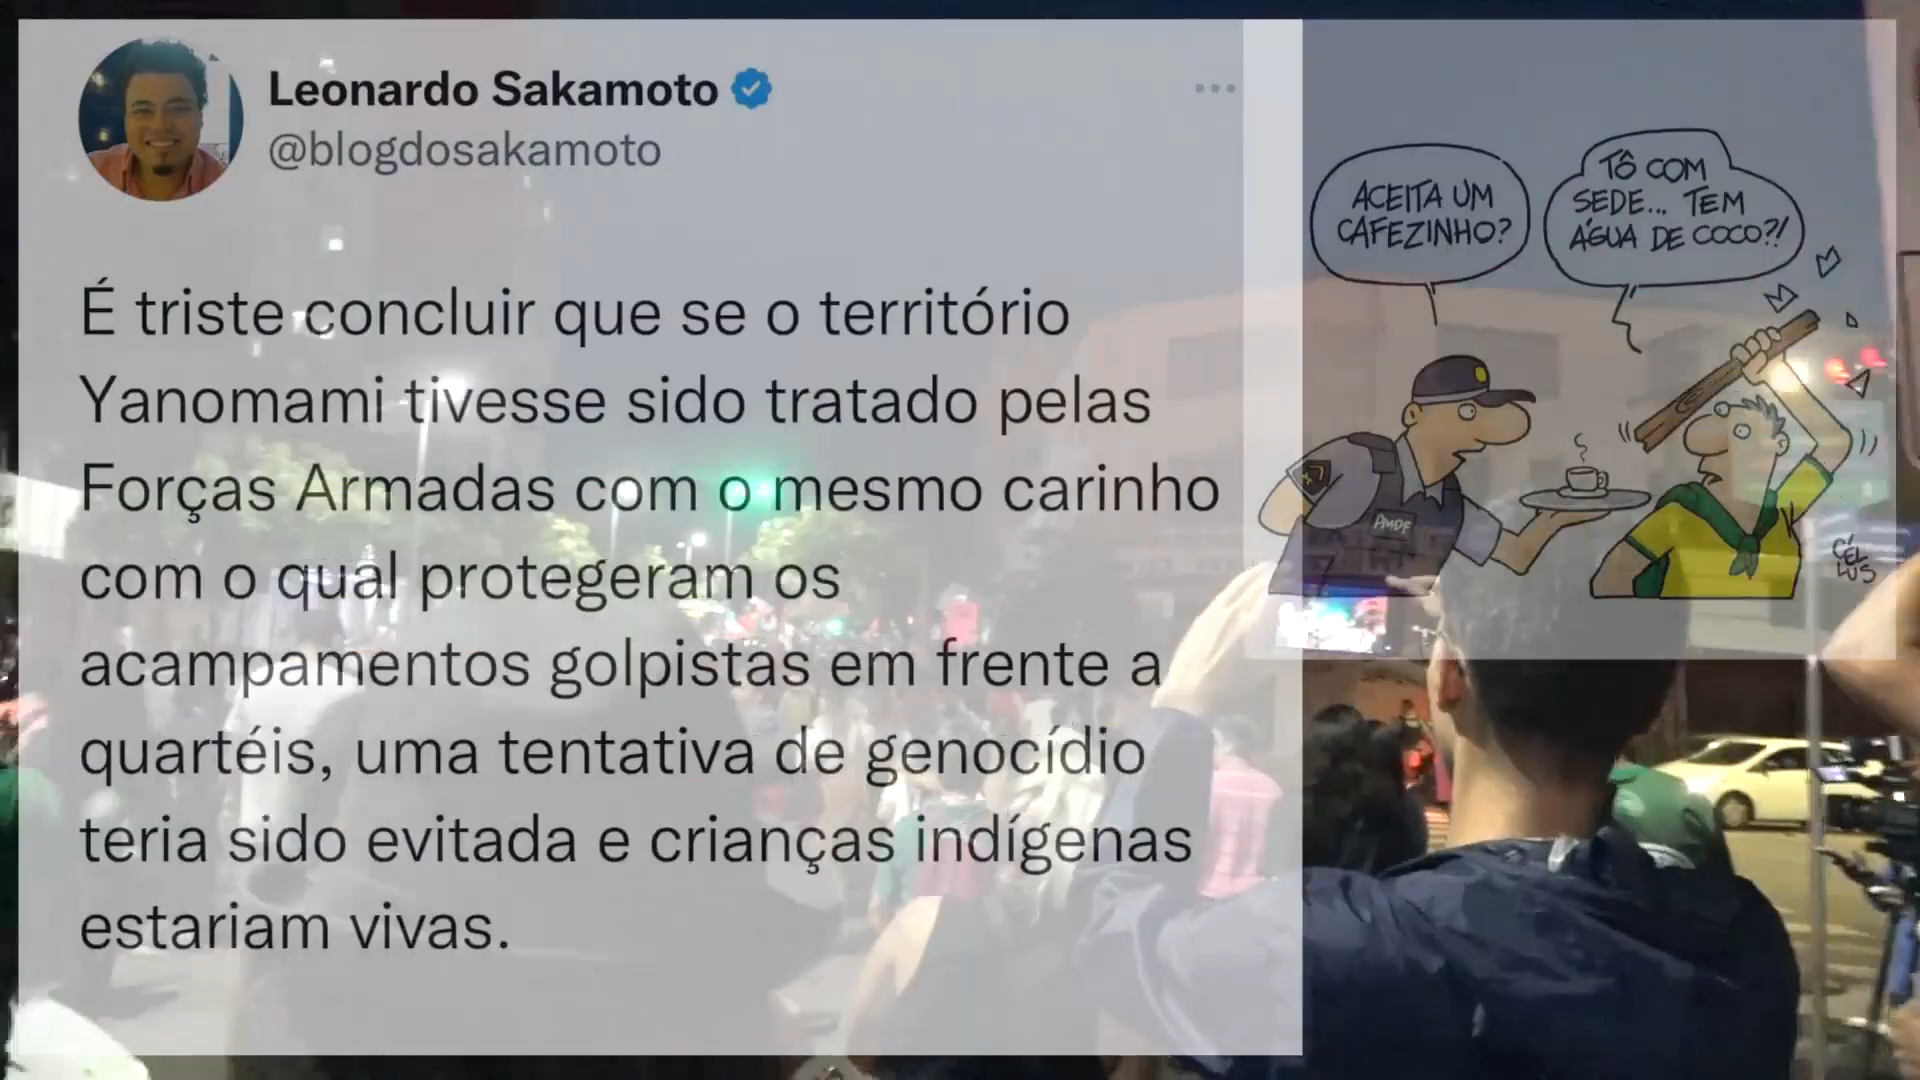 Leonardo Sakamoto
@blogdosakamoto
É triste concluir que se o território
Yanomami tivesse sido tratado pelas
Forças Armadas com o mesmo carinho
com o qual protegeram os
acampamentos golpistas em frente a
quartéis, uma tentativa de genocídio
teria sido evitada e crianças indígenas
estariam vivas.
ACEITA UM
CAFEZINHO?
TÔ COM
SEDE... TEM
ÁGUA DE COCO?!
PMDF
CÉL
LUS